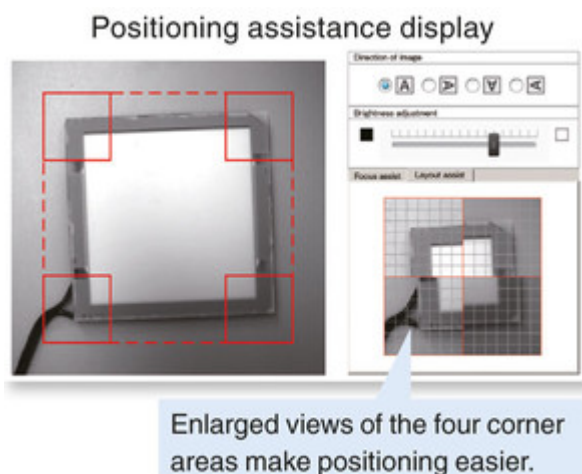 Positioning assistance display
Direction of image
A A A A
Brightness adjustment
Focus assist Layout assist
Enlarged views of the four corner
areas make positioning easier.